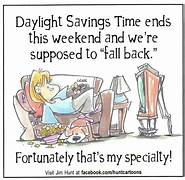 Daylight Savings Time ends
this weekend and we're
supposed to "fall back."
Fortunately that's my specialty!
Visit Jim Hunt at facebook.com/huntcartoons